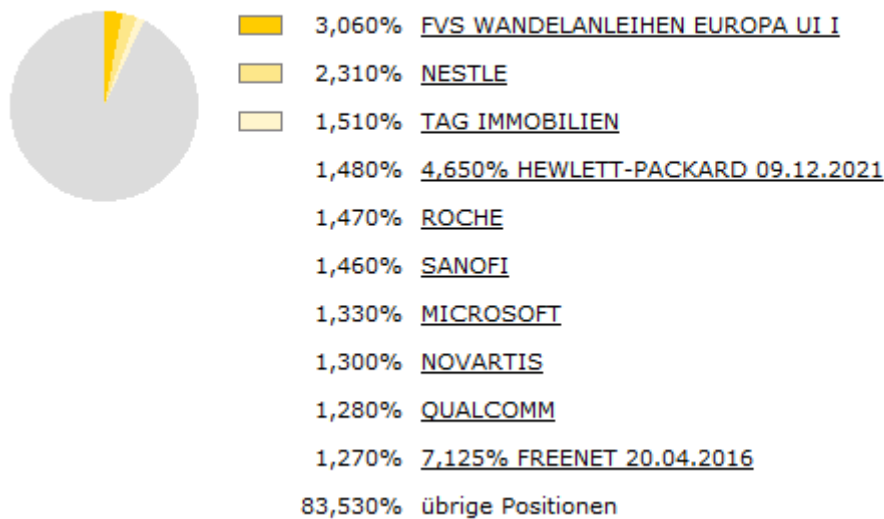 3,060% FVS WANDELANLEIHEN EUROPA UI I
2,310% NESTLE
1,510% TAG IMMOBILIEN
1,480% 4,650% HEWLETT-PACKARD 09.12.2021
1,470% ROCHE
1,460% SANOFI
1,330% MICROSOFT
1,300% NOVARTIS
1,280% QUALCOMM
1,270% 7,125% FREENET 20.04.2016
83,530% übrige Positionen